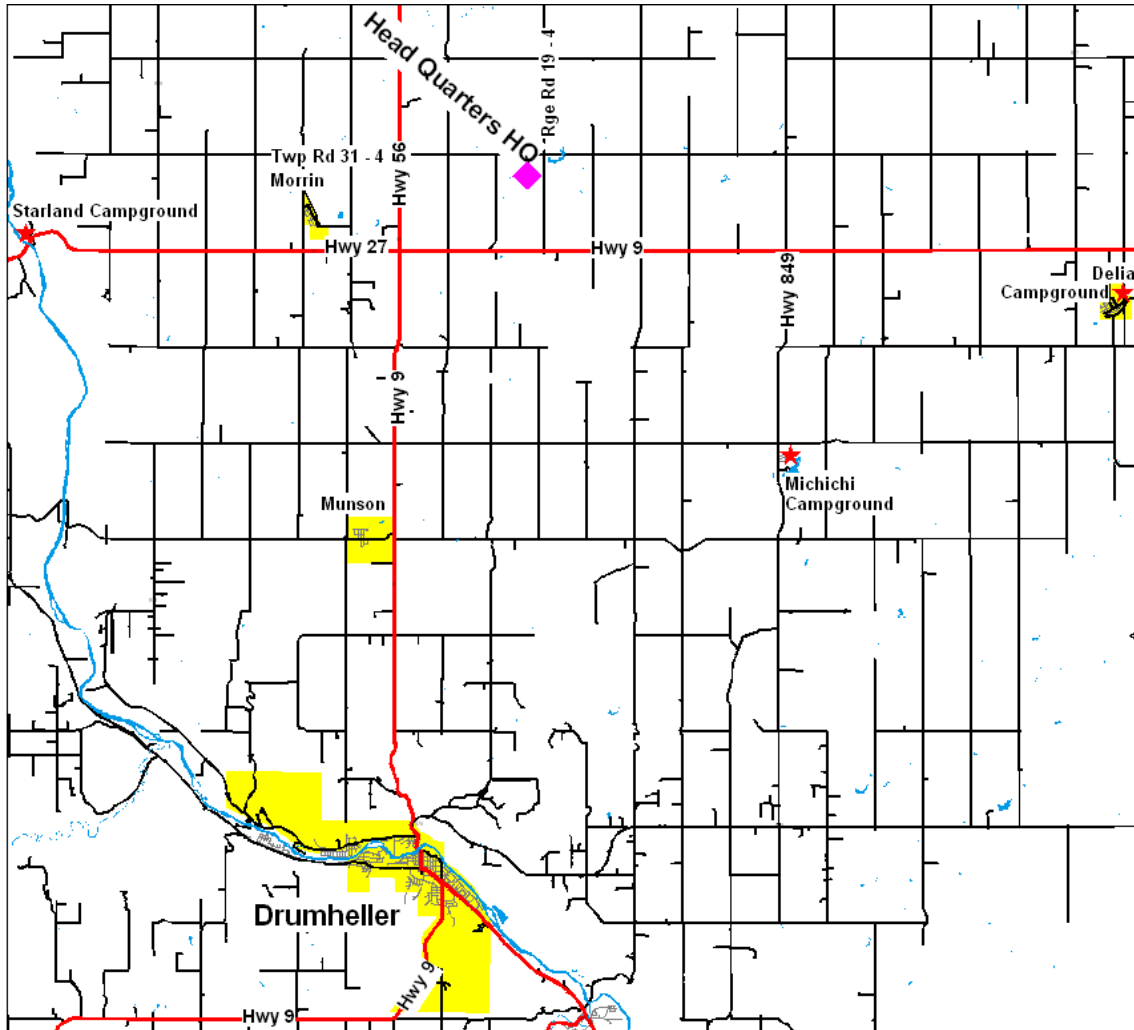 Head Quarters HQ
Rge Rd 19 - 4
Hwy 56
Twp Rd 31 - 4
Morrin
Starland Campground
Hwy 27
Hwy 9
Hwy 849
Delia
Campground
Hwy 9
Michichi
Campground
Munson
Drumheller
Hwy 9
Hwy 9